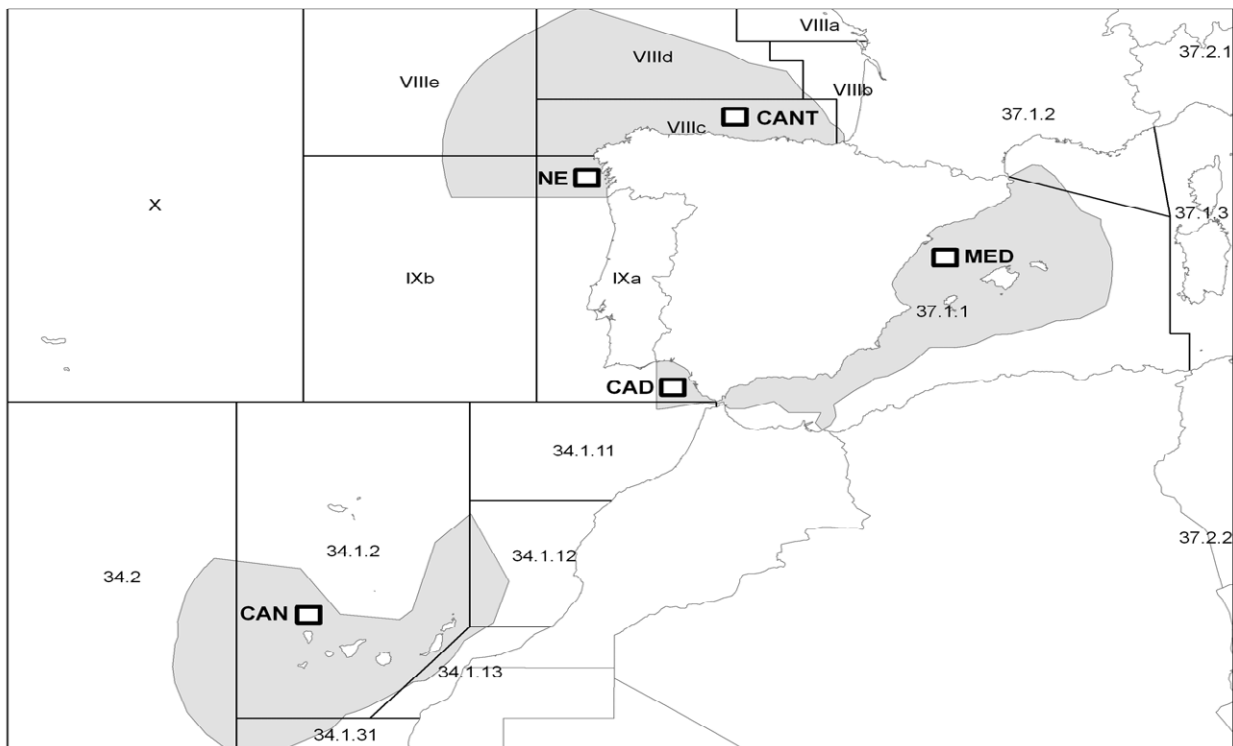 VIIIa
37.2.1
VIIId
VIIIe
VIIIb
37.1.2
CANT
VIIIc
NE
X
37.1.3
MED
IXb
IXa
37.1.1
CAD
34.1.11
37.2.2
34.1.2
34.1.12
34.2
CAN
34.1.13
34.1.31